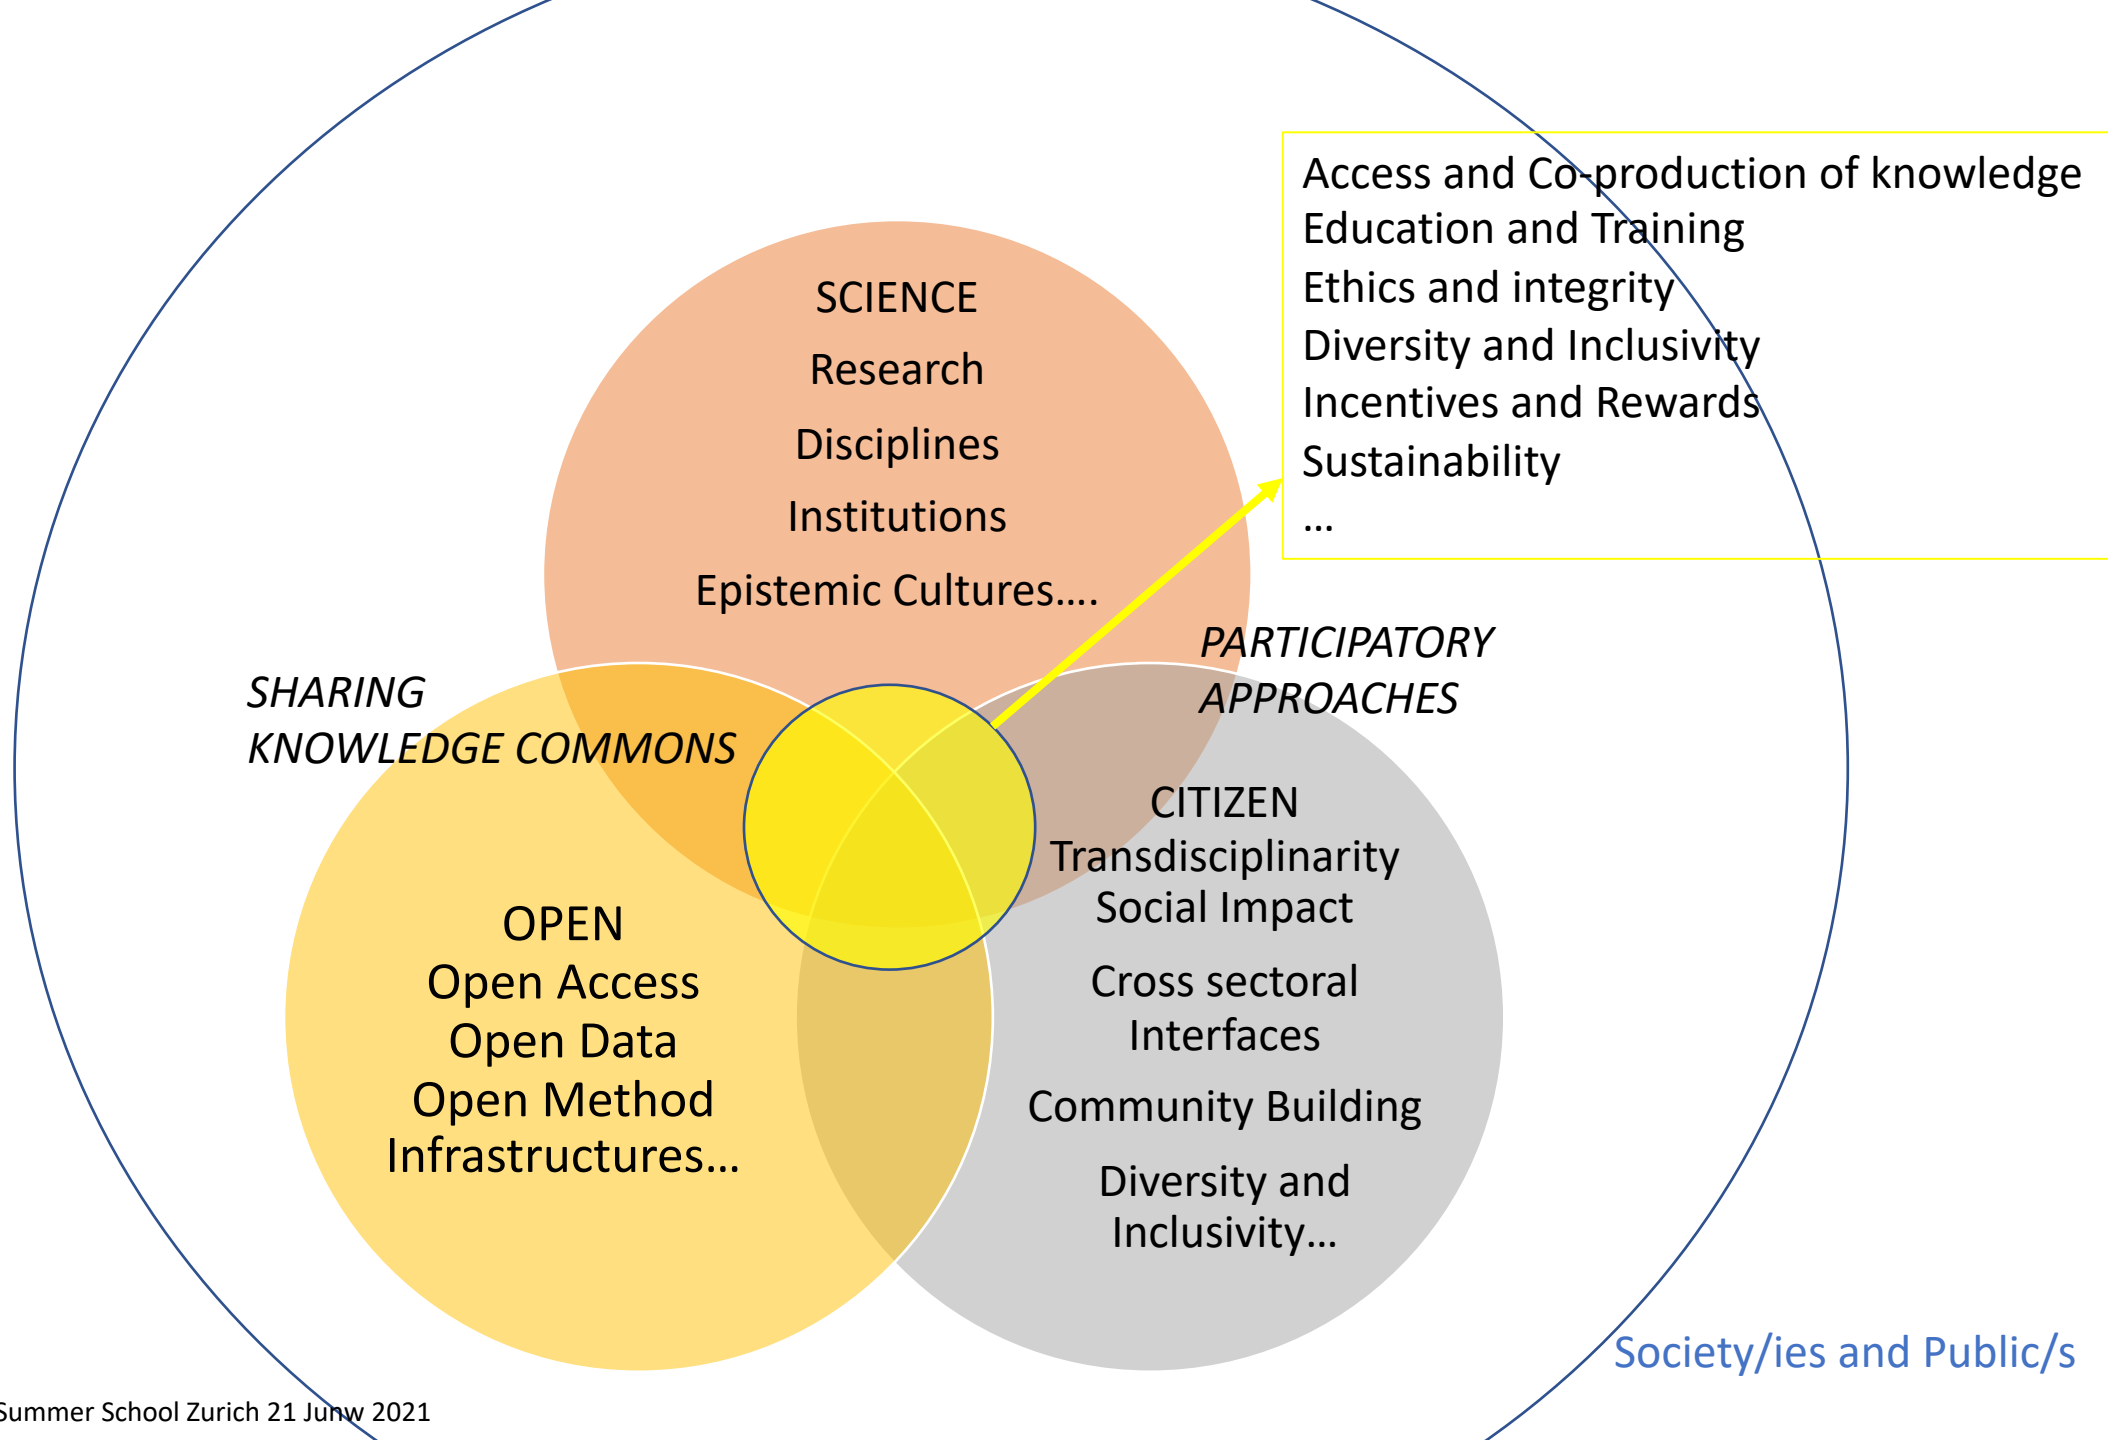 Access and Co-production of knowledge
Education and Training
Ethics and integrity
Diversity and Inclusivity
Incentives and Rewards
Sustainability
...
SCIENCE
Research
Disciplines
Institutions
Epistemic Cultures....
SHARING
KNOWLEDGE COMMONS
PARTICIPATORY
APPROACHES
OPEN
Open Access
Open Data
Open Method
Infrastructures...
CITIZEN
Transdisciplinarity
Social Impact
Cross sectoral
Interfaces
Community Building
Diversity and
Inclusivity...
Society/ies and Public/s
Summer School Zurich 21 Junw 2021